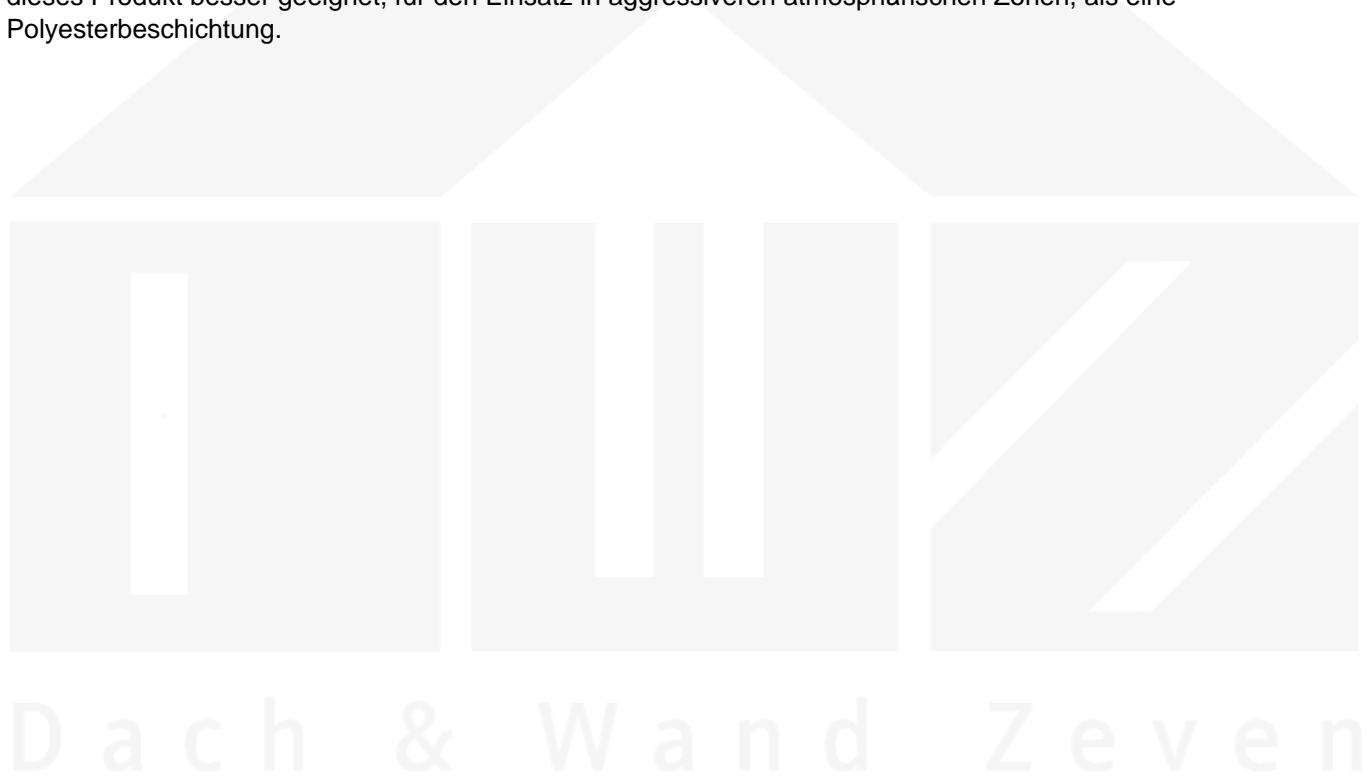 dieses Produkt besser geeignet, für den Einsatz in aggressiveren atmosphärischen Zonen, als eine
Polyesterbeschichtung.
Dach & Wand Zeven